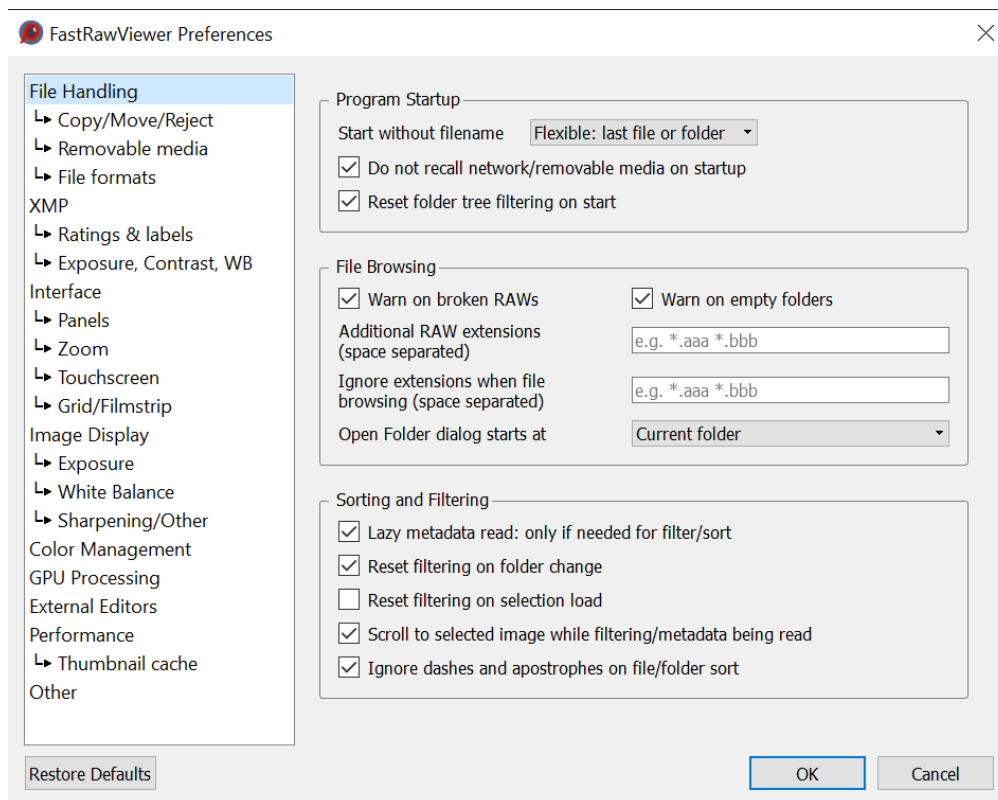 FastRawViewer Preferences
File Handling
Copy/Move/Reject
Removable media
File formats
XMP
Ratings & labels
Exposure, Contrast, WB
Interface
Panels
Zoom
Touchscreen
Grid/Filmstrip
Image Display
Exposure
White Balance
Sharpening/Other
Color Management
GPU Processing
External Editors
Performance
Thumbnail cache
Other
Program Startup
Start without filename Flexible: last file or folder
Do not recall network/removable media on startup
Reset folder tree filtering on start
File Browsing
Warn on broken RAWs Warn on empty folders
Additional RAW extensions
(space separated) e.g. *.aaa *.bbb
Ignore extensions when file
browsing (space separated) e.g. *.aaa *.bbb
Open Folder dialog starts at Current folder
Sorting and Filtering
Lazy metadata read: only if needed for filter/sort
Reset filtering on folder change
Reset filtering on selection load
Scroll to selected image while filtering/metadata being read
Ignore dashes and apostrophes on file/folder sort
Restore Defaults OK Cancel